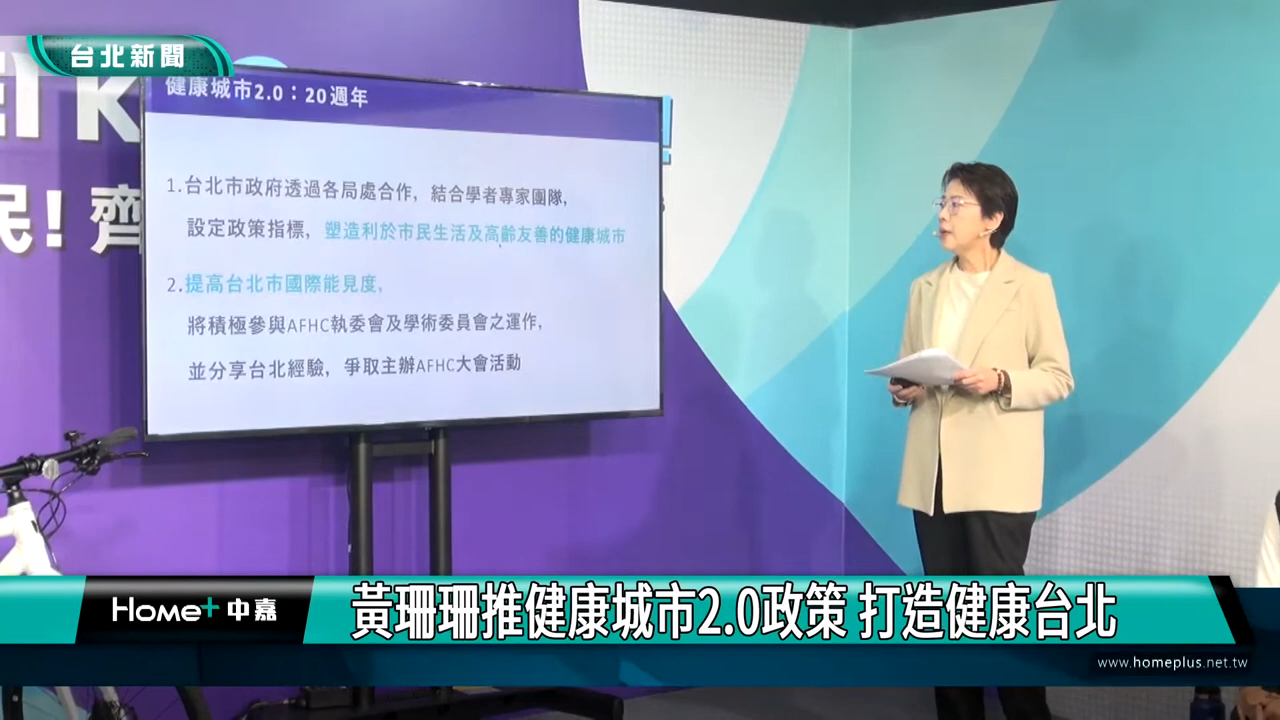 台北新聞
健康城市2.0：20週年
1.台北市政府透過各局處合作，結合學者專家團隊，
設定政策指標，塑造利於市民生活及高齡友善的健康城市
2.提高台北市國際能見度，
將積極參與AFHC執委會及學術委員會之運作，
並分享台北經驗，爭取主辦AFHC大會活動
民！齊
Home+中嘉
黃珊珊推健康城市2.0政策 打造健康台北
www.homeplus.net.tw